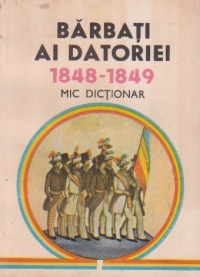 BĂRBAȚI
AI DATORIEI
1848-1849
MIC DICȚIONAR